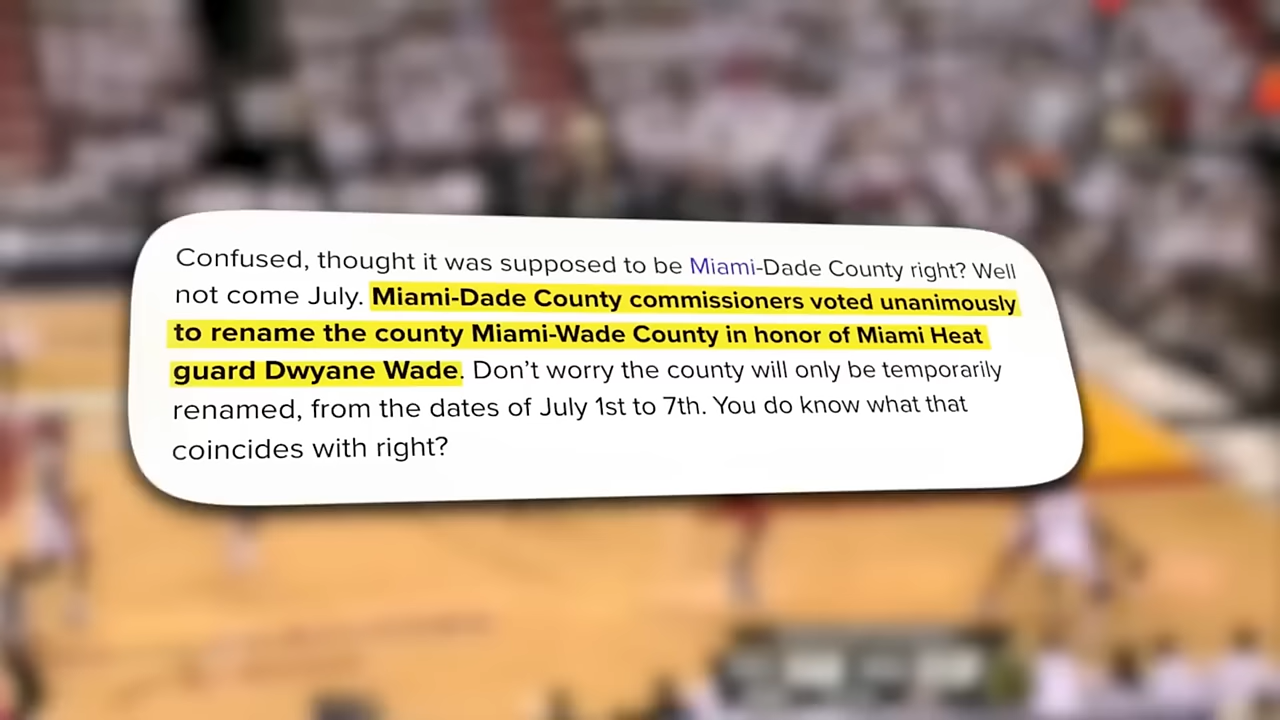 Confused, thought it was supposed to be Miami-Dade County right? Well
not come July. Miami-Dade County commissioners voted unanimously
to rename the county Miami-Wade County in honor of Miami Heat
guard Dwyane Wade. Don't worry the county will only be temporarily
renamed, from the dates of July 1st to 7th. You do know what that
coincides with right?